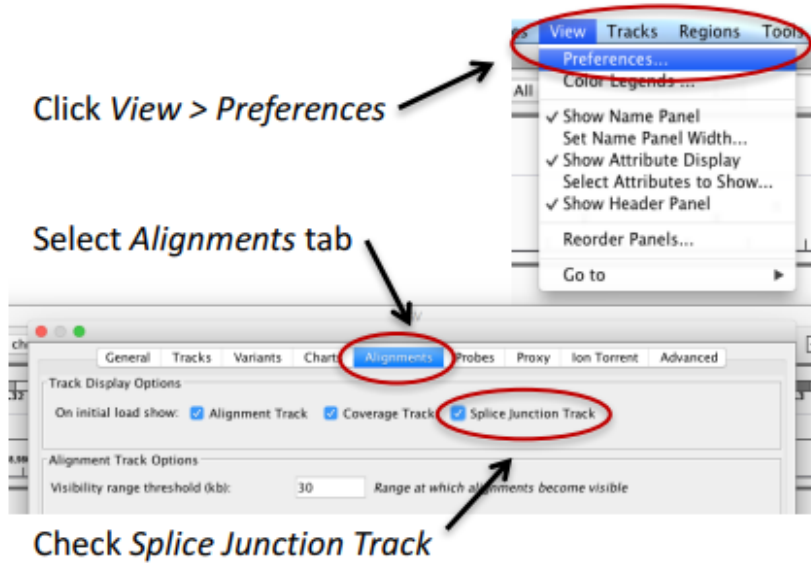 View Tracks Regions Tools
Preferences...
Click View > Preferences
All
Color Legends ...
✓ Show Name Panel
Set Name Panel Width...
✓ Show Attribute Display
Select Attributes to Show...
✓ Show Header Panel
Reorder Panels...
Go to
Select Alignments tab
General Tracks Variants Charts Alignments Probes Proxy Ion Torrent Advanced
Track Display Options
On initial load show: Alignment Track Coverage Track Splice Junction Track
Alignment Track Options
Visibility range threshold (kb): 30 Range at which alignments become visible
Check Splice Junction Track